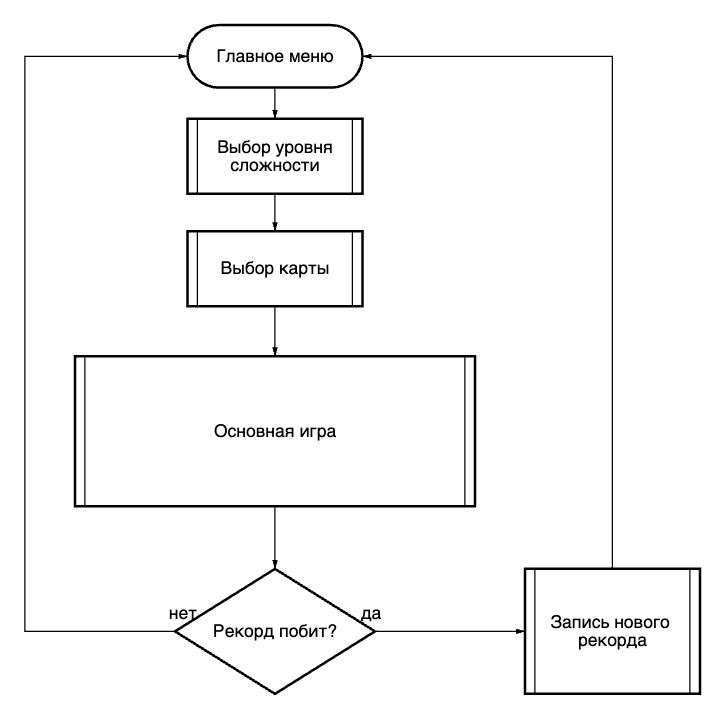 Главное меню
Выбор уровня
сложности
Выбор карты
Основная игра
нет
Рекорд побит?
да
Запись нового
рекорда